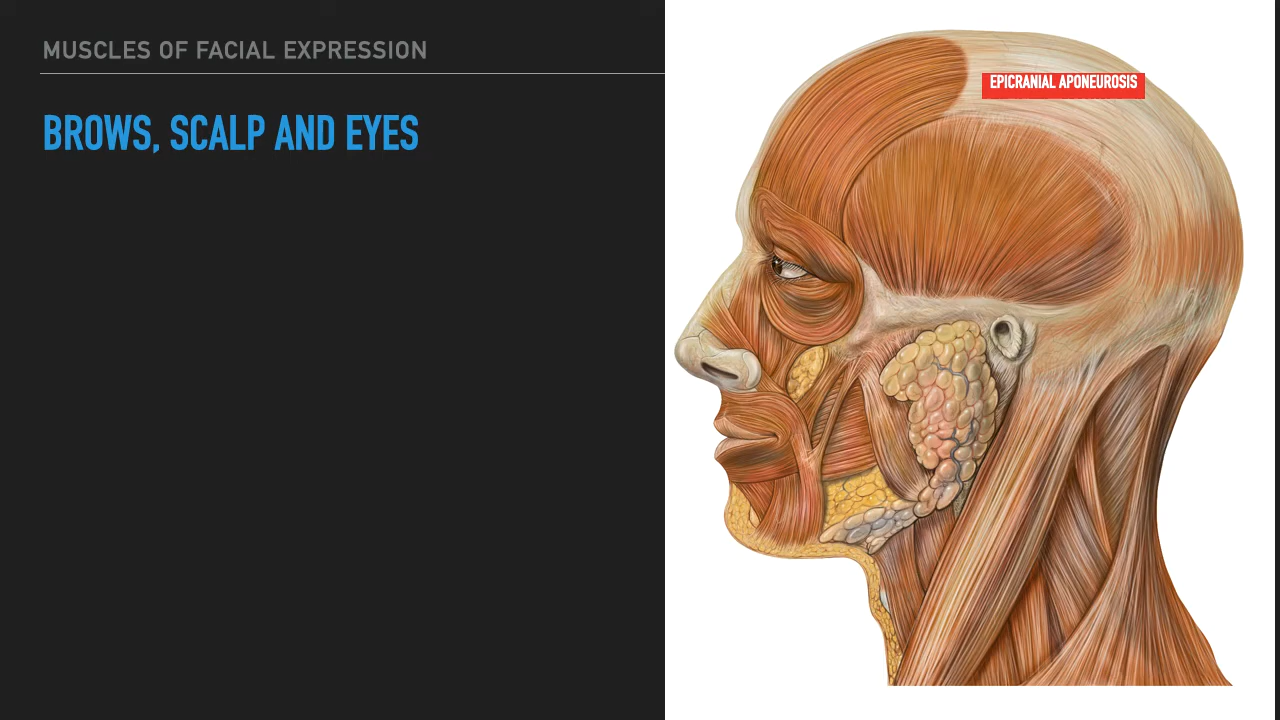 MUSCLES OF FACIAL EXPRESSION
BROWS, SCALP AND EYES
EPICRANIAL APONEUROSIS